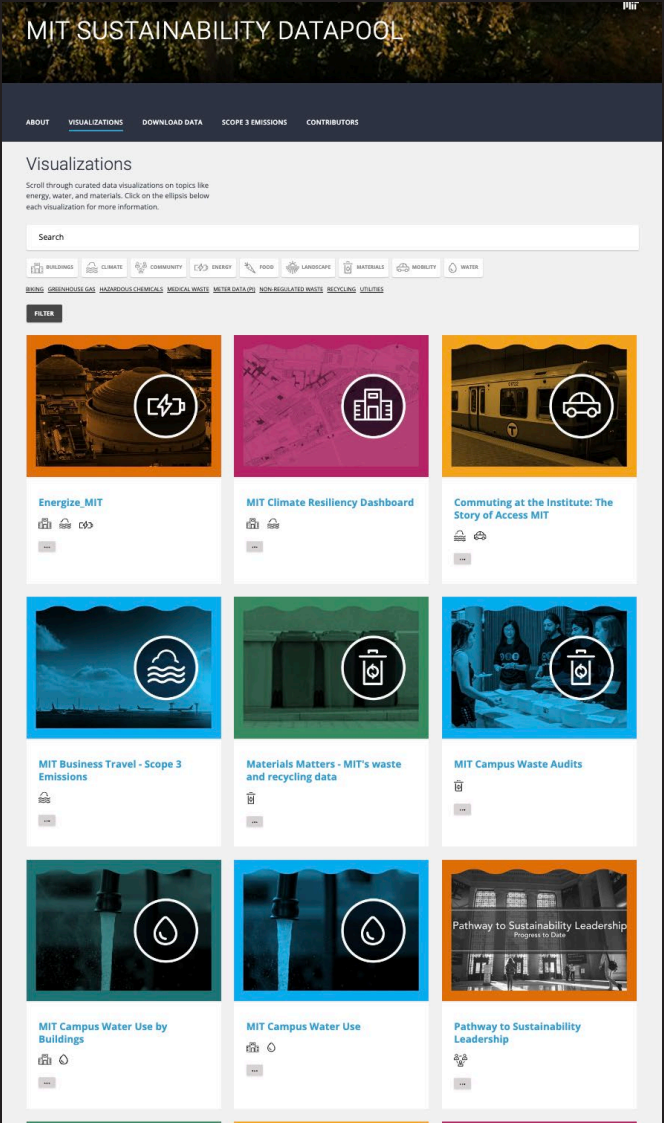 MIT
MIT SUSTAINABILITY DATAPOOL
ABOUT VISUALIZATIONS DOWNLOAD DATA SCOPE 3 EMISSIONS CONTRIBUTORS
Visualizations
Scroll through curated data visualizations on topics like
energy, water, and materials. Click on the ellipsis below
each visualization for more information.
Search
BUILDINGS CLIMATE COMMUNITY ENERGY FOOD LANDSCAPE MATERIALS MOBILITY WATER
BIKING GREENHOUSE GAS HAZARDOUS CHEMICALS MEDICAL WASTE METER DATA (PI) NON-REGULATED WASTE RECYCLING UTILITIES
FILTER
T
Energize_MIT
...
MIT Climate Resiliency Dashboard
...
Commuting at the Institute: The
Story of Access MIT
...
MIT Business Travel - Scope 3
Emissions
...
Materials Matters - MIT's waste
and recycling data
...
MIT Campus Waste Audits
...
Pathway to Sustainability Leadership
Progress to Date
MIT Campus Water Use by
Buildings
...
MIT Campus Water Use
...
Pathway to Sustainability
Leadership
...